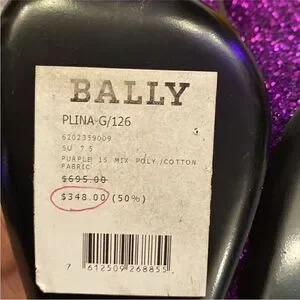 BALLY
PLINA-G/126
6202359009
SU 7.5
PURPLE 15 MIX POLY./COTTON
FABRIC
$695.00
$348.00 (50%)
7 612509 268855